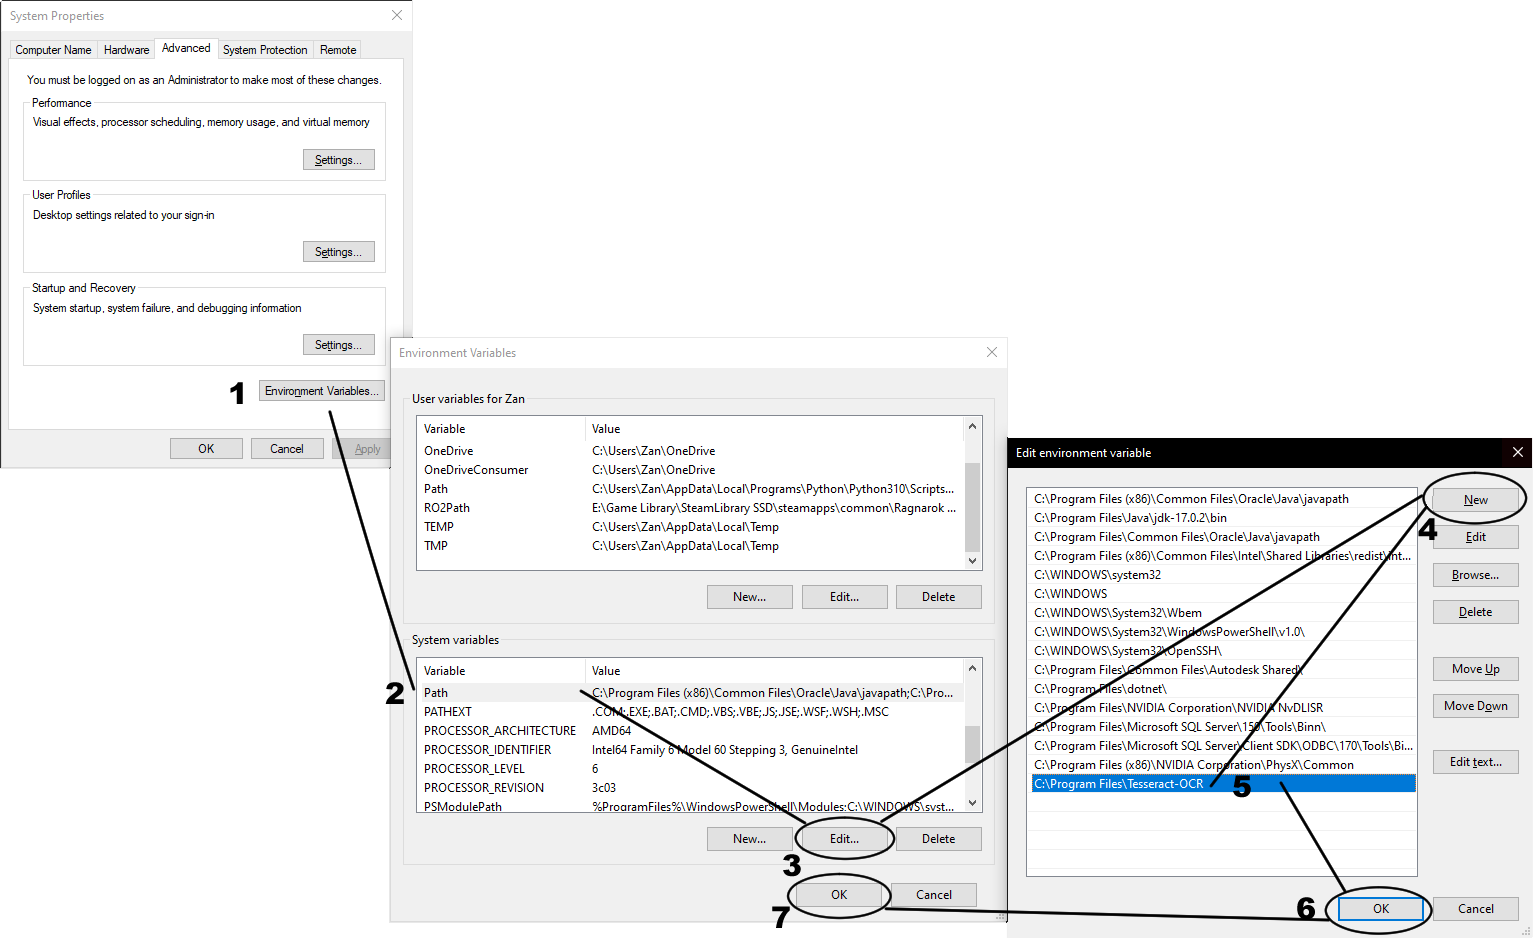 System Properties
Computer Name Hardware Advanced System Protection Remote
You must be logged on as an Administrator to make most of these changes.
Performance
Visual effects, processor scheduling, memory usage, and virtual memory
Settings...
User Profiles
Desktop settings related to your sign-in
Settings...
Startup and Recovery
System startup, system failure, and debugging information
Settings...
1 Environment Variables...
OK Cancel Apply
Environment Variables
User variables for Zan
Variable Value
OneDrive C:\Users\Zan\OneDrive
OneDriveConsumer C:\Users\Zan\OneDrive
Path C:\Users\Zan\AppData\Local\Programs\Python\Python310\Scripts...
RO2Path E:\Game Library\SteamLibrary SSD\steamapps\common\Ragnarok ...
TEMP C:\Users\Zan\AppData\Local\Temp
TMP C:\Users\Zan\AppData\Local\Temp
New... Edit... Delete
System variables
Variable Value
2 Path C:\Program Files (x86)\Common Files\Oracle\Java\javapath;C:\Pro...
PATHEXT .COM;.EXE;.BAT;.CMD;.VBS;.VBE;.JS;.JSE;.WSF;.WSH;.MSC
PROCESSOR_ARCHITECTURE AMD64
PROCESSOR_IDENTIFIER Intel64 Family 6 Model 60 Stepping 3, GenuineIntel
PROCESSOR_LEVEL 6
PROCESSOR_REVISION 3c03
PSModulePath %ProgramFiles%\WindowsPowerShell\Modules;C:\WINDOWS\syst...
New... Edit... Delete
3
OK Cancel
7
Edit environment variable
C:\Program Files (x86)\Common Files\Oracle\Java\javapath
C:\Program Files\Java\jdk-17.0.2\bin
C:\Program Files\Common Files\Oracle\Java\javapath
C:\Program Files (x86)\Common Files\Intel\Shared Libraries\redist\int...
C:\WINDOWS\system32
C:\WINDOWS
C:\WINDOWS\System32\Wbem
C:\WINDOWS\System32\WindowsPowerShell\v1.0\
C:\WINDOWS\System32\OpenSSH\
C:\Program Files\Common Files\Autodesk Shared\
C:\Program Files\dotnet\
C:\Program Files\NVIDIA Corporation\NVIDIA NvDLISR
C:\Program Files\Microsoft SQL Server\150\Tools\Binn\
C:\Program Files\Microsoft SQL Server\Client SDK\ODBC\170\Tools\Bi...
C:\Program Files (x86)\NVIDIA Corporation\PhysX\Common
C:\Program Files\Tesseract-OCR 5
New
4
Edit
Browse...
Delete
Move Up
Move Down
Edit text...
6 OK Cancel